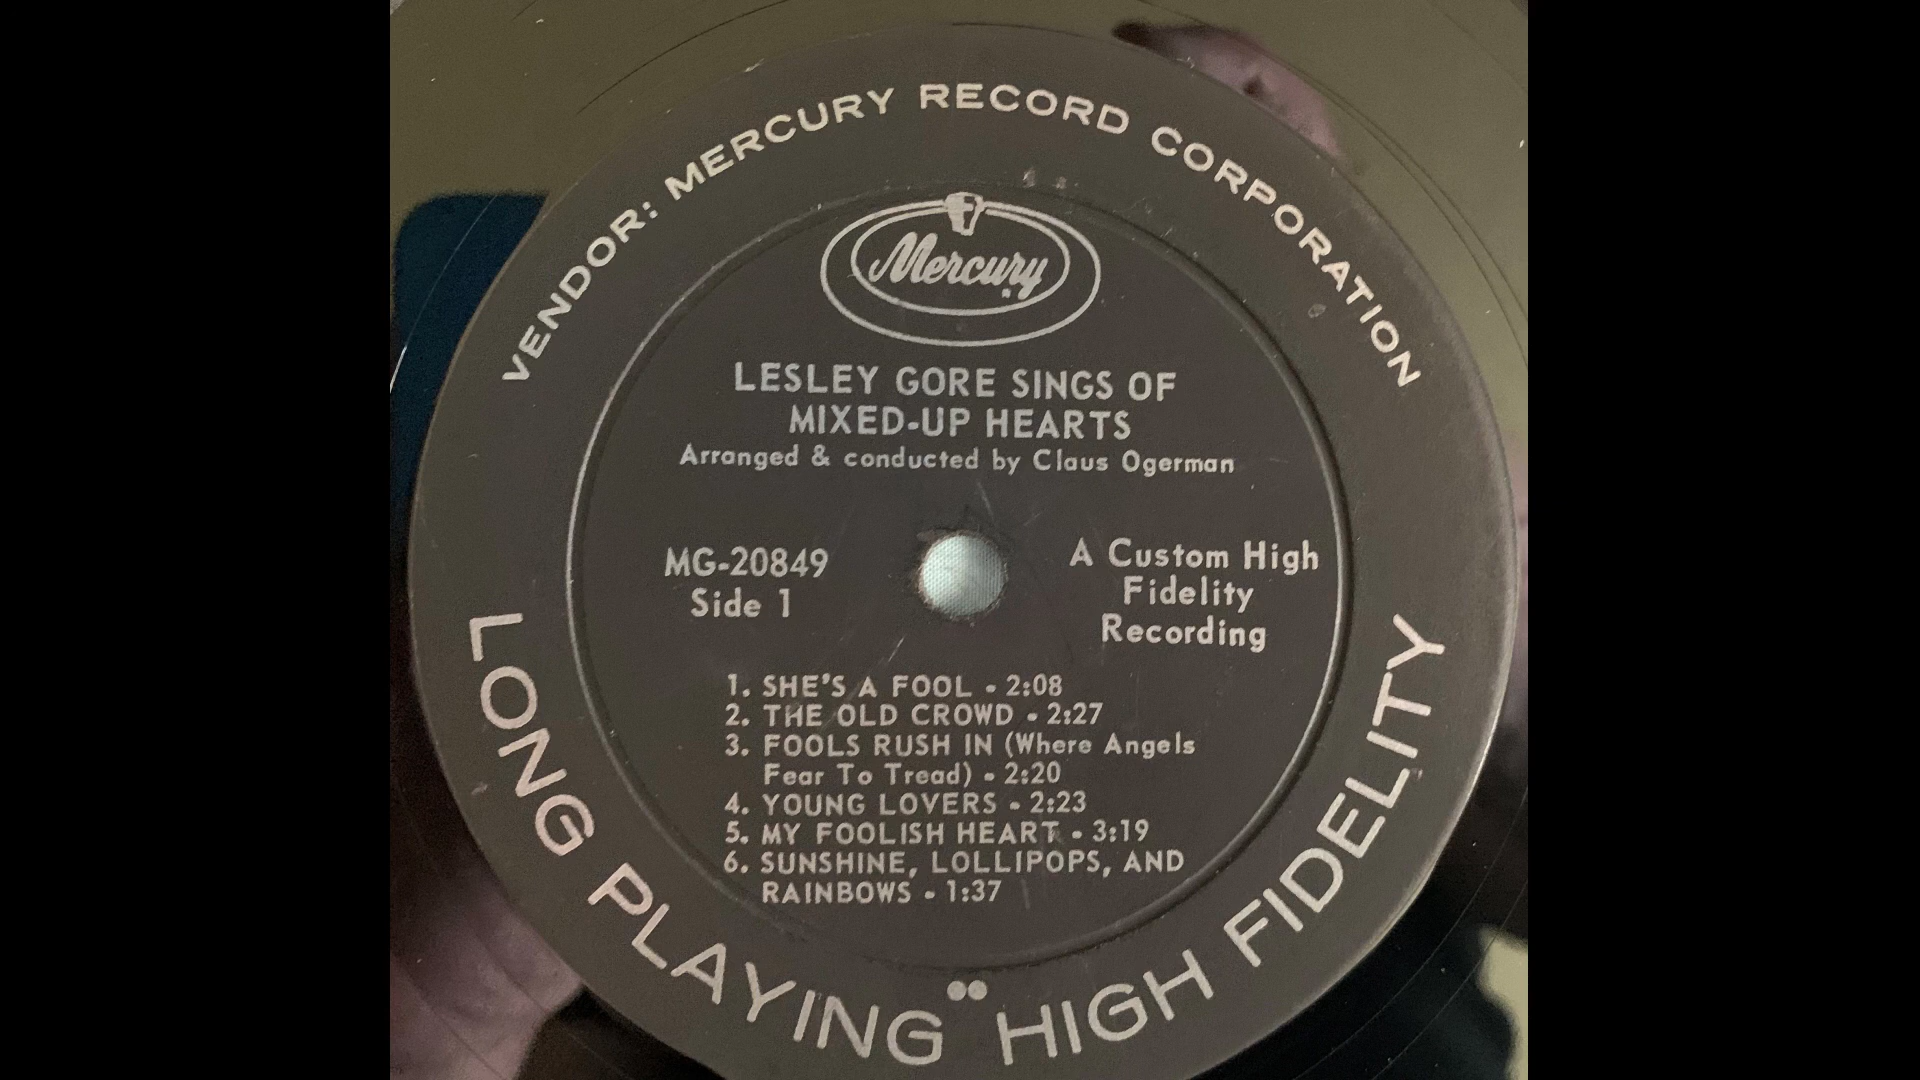 VENDOR: MERCURY RECORD CORPORATION
Mercury
LESLEY GORE SINGS OF
MIXED-UP HEARTS
Arranged & conducted by Claus Ogerman
MG-20849
Side 1
A Custom High
Fidelity
Recording
1. SHE'S A FOOL - 2:08
2. THE OLD CROWD - 2:27
3. FOOLS RUSH IN (Where Angels
Fear To Tread) - 2:20
4. YOUNG LOVERS - 2:23
5. MY FOOLISH HEART - 3:19
6. SUNSHINE, LOLLIPOPS, AND
RAINBOWS - 1:37
LONG PLAYING HIGH FIDELITY